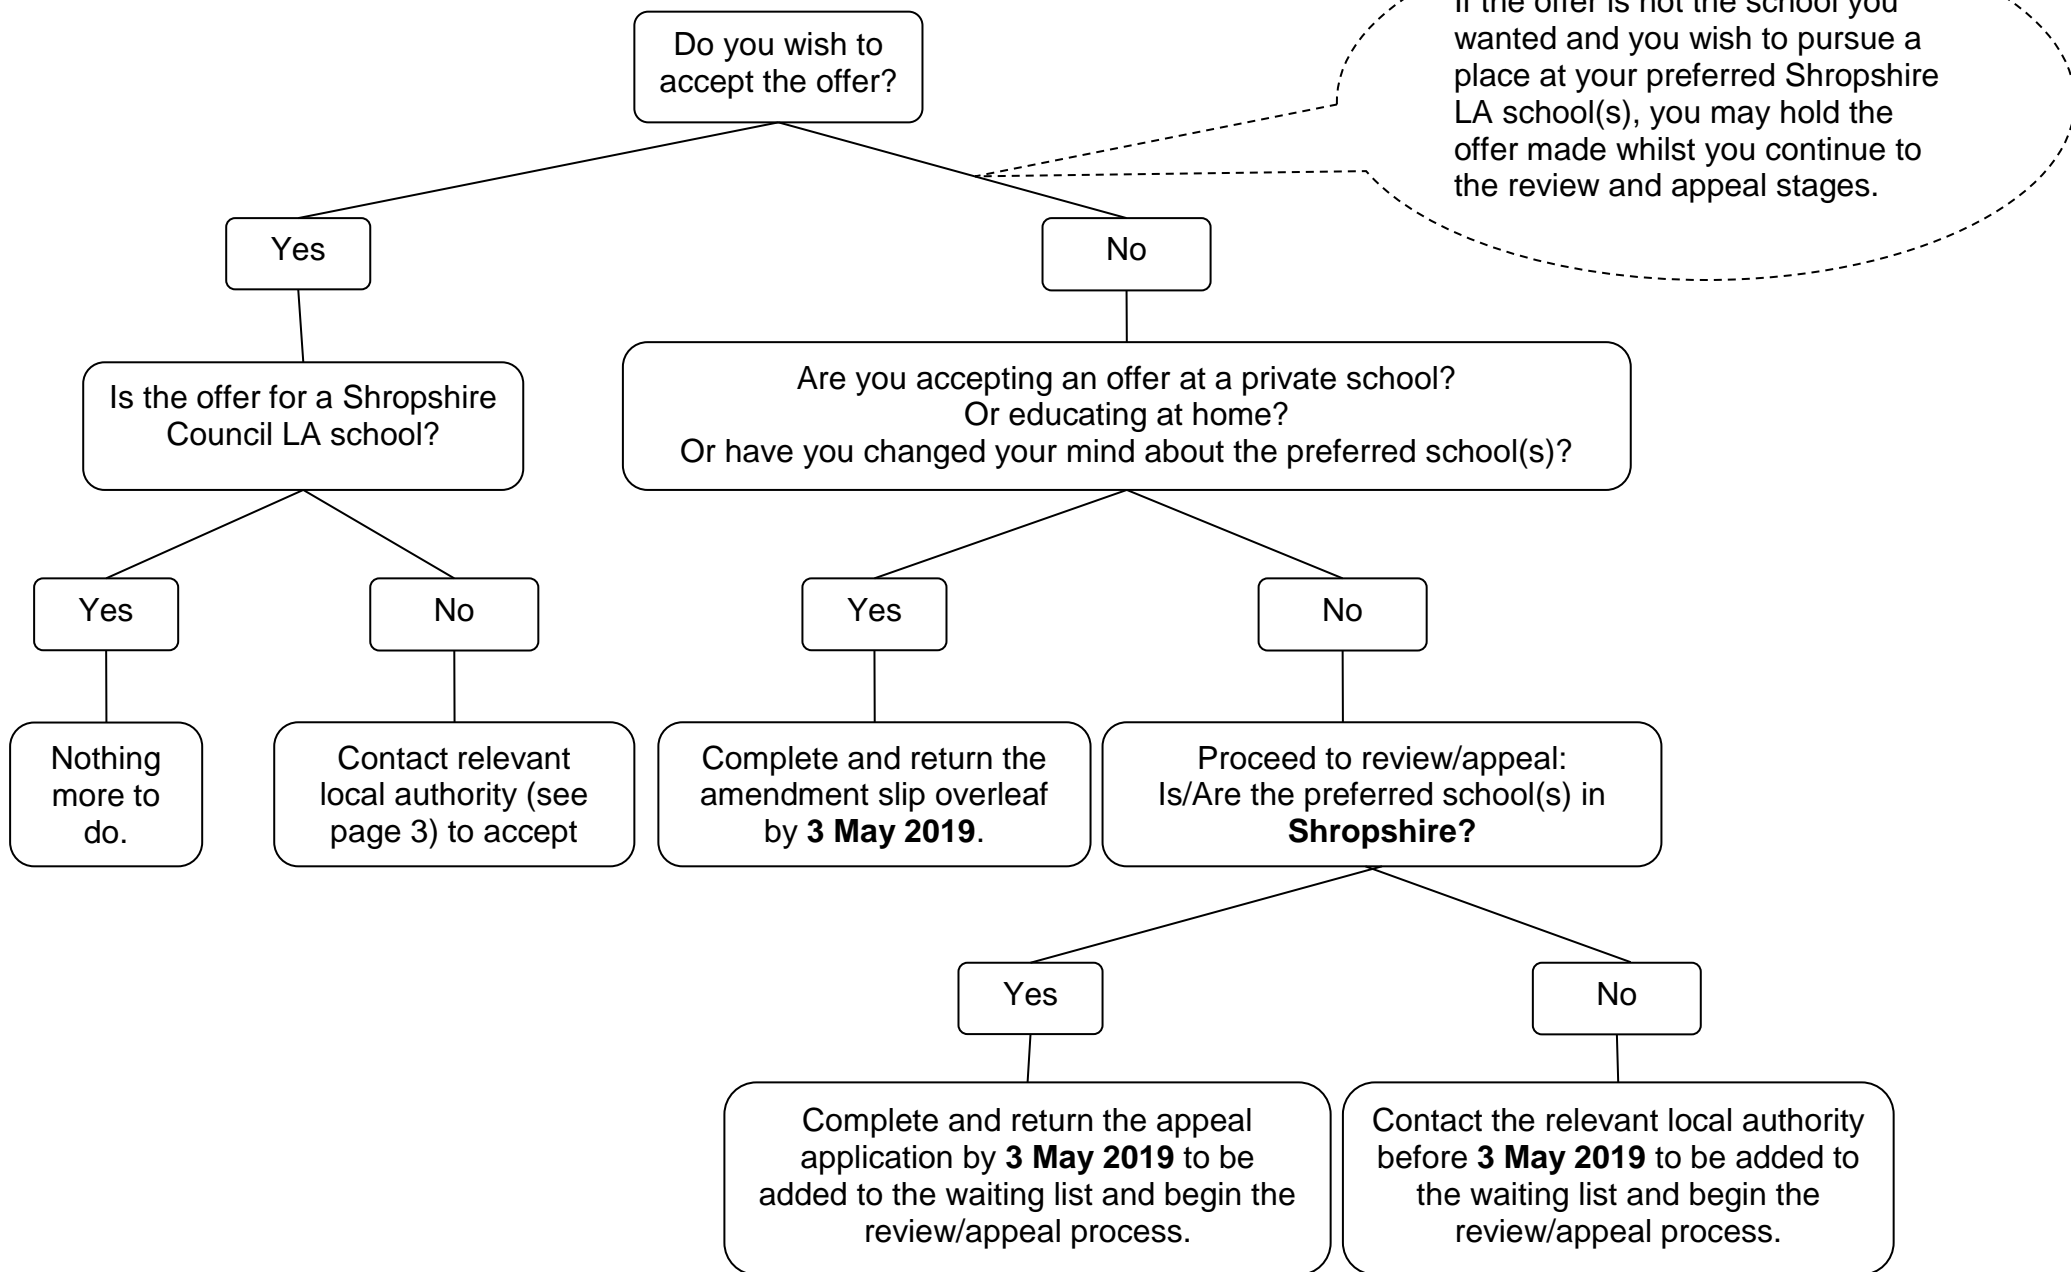 If the offer is not the school you
wanted and you wish to pursue a
place at your preferred Shropshire
LA school(s), you may hold the
offer made whilst you continue to
the review and appeal stages.
Do you wish to
accept the offer?
Yes
No
Is the offer for a Shropshire
Council LA school?
Are you accepting an offer at a private school?
Or educating at home?
Or have you changed your mind about the preferred school(s)?
Yes
No
Yes
No
Nothing
more to
do.
Contact relevant
local authority (see
page 3) to accept
Complete and return the
amendment slip overleaf
by 3 May 2019.
Proceed to review/appeal:
Is/Are the preferred school(s) in
Shropshire?
Yes
No
Complete and return the appeal
application by 3 May 2019 to be
added to the waiting list and begin the
review/appeal process.
Contact the relevant local authority
before 3 May 2019 to be added to
the waiting list and begin the
review/appeal process.